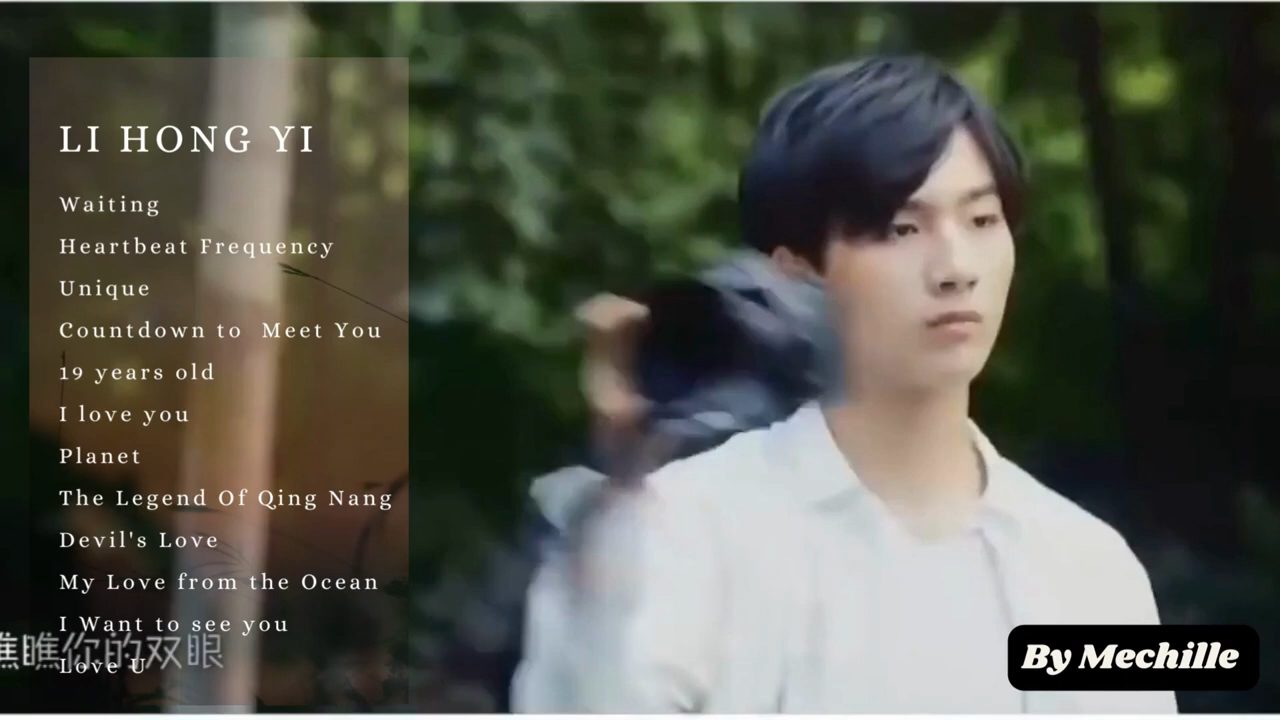 LI HONG YI
Waiting
Heartbeat Frequency
Unique
Countdown to Meet You
19 years old
I love you
Planet
The Legend Of Qing Nang
Devil's Love
My Love from the Ocean
I Want to see you
瞧瞧你的双眼
Love U
By Mechille